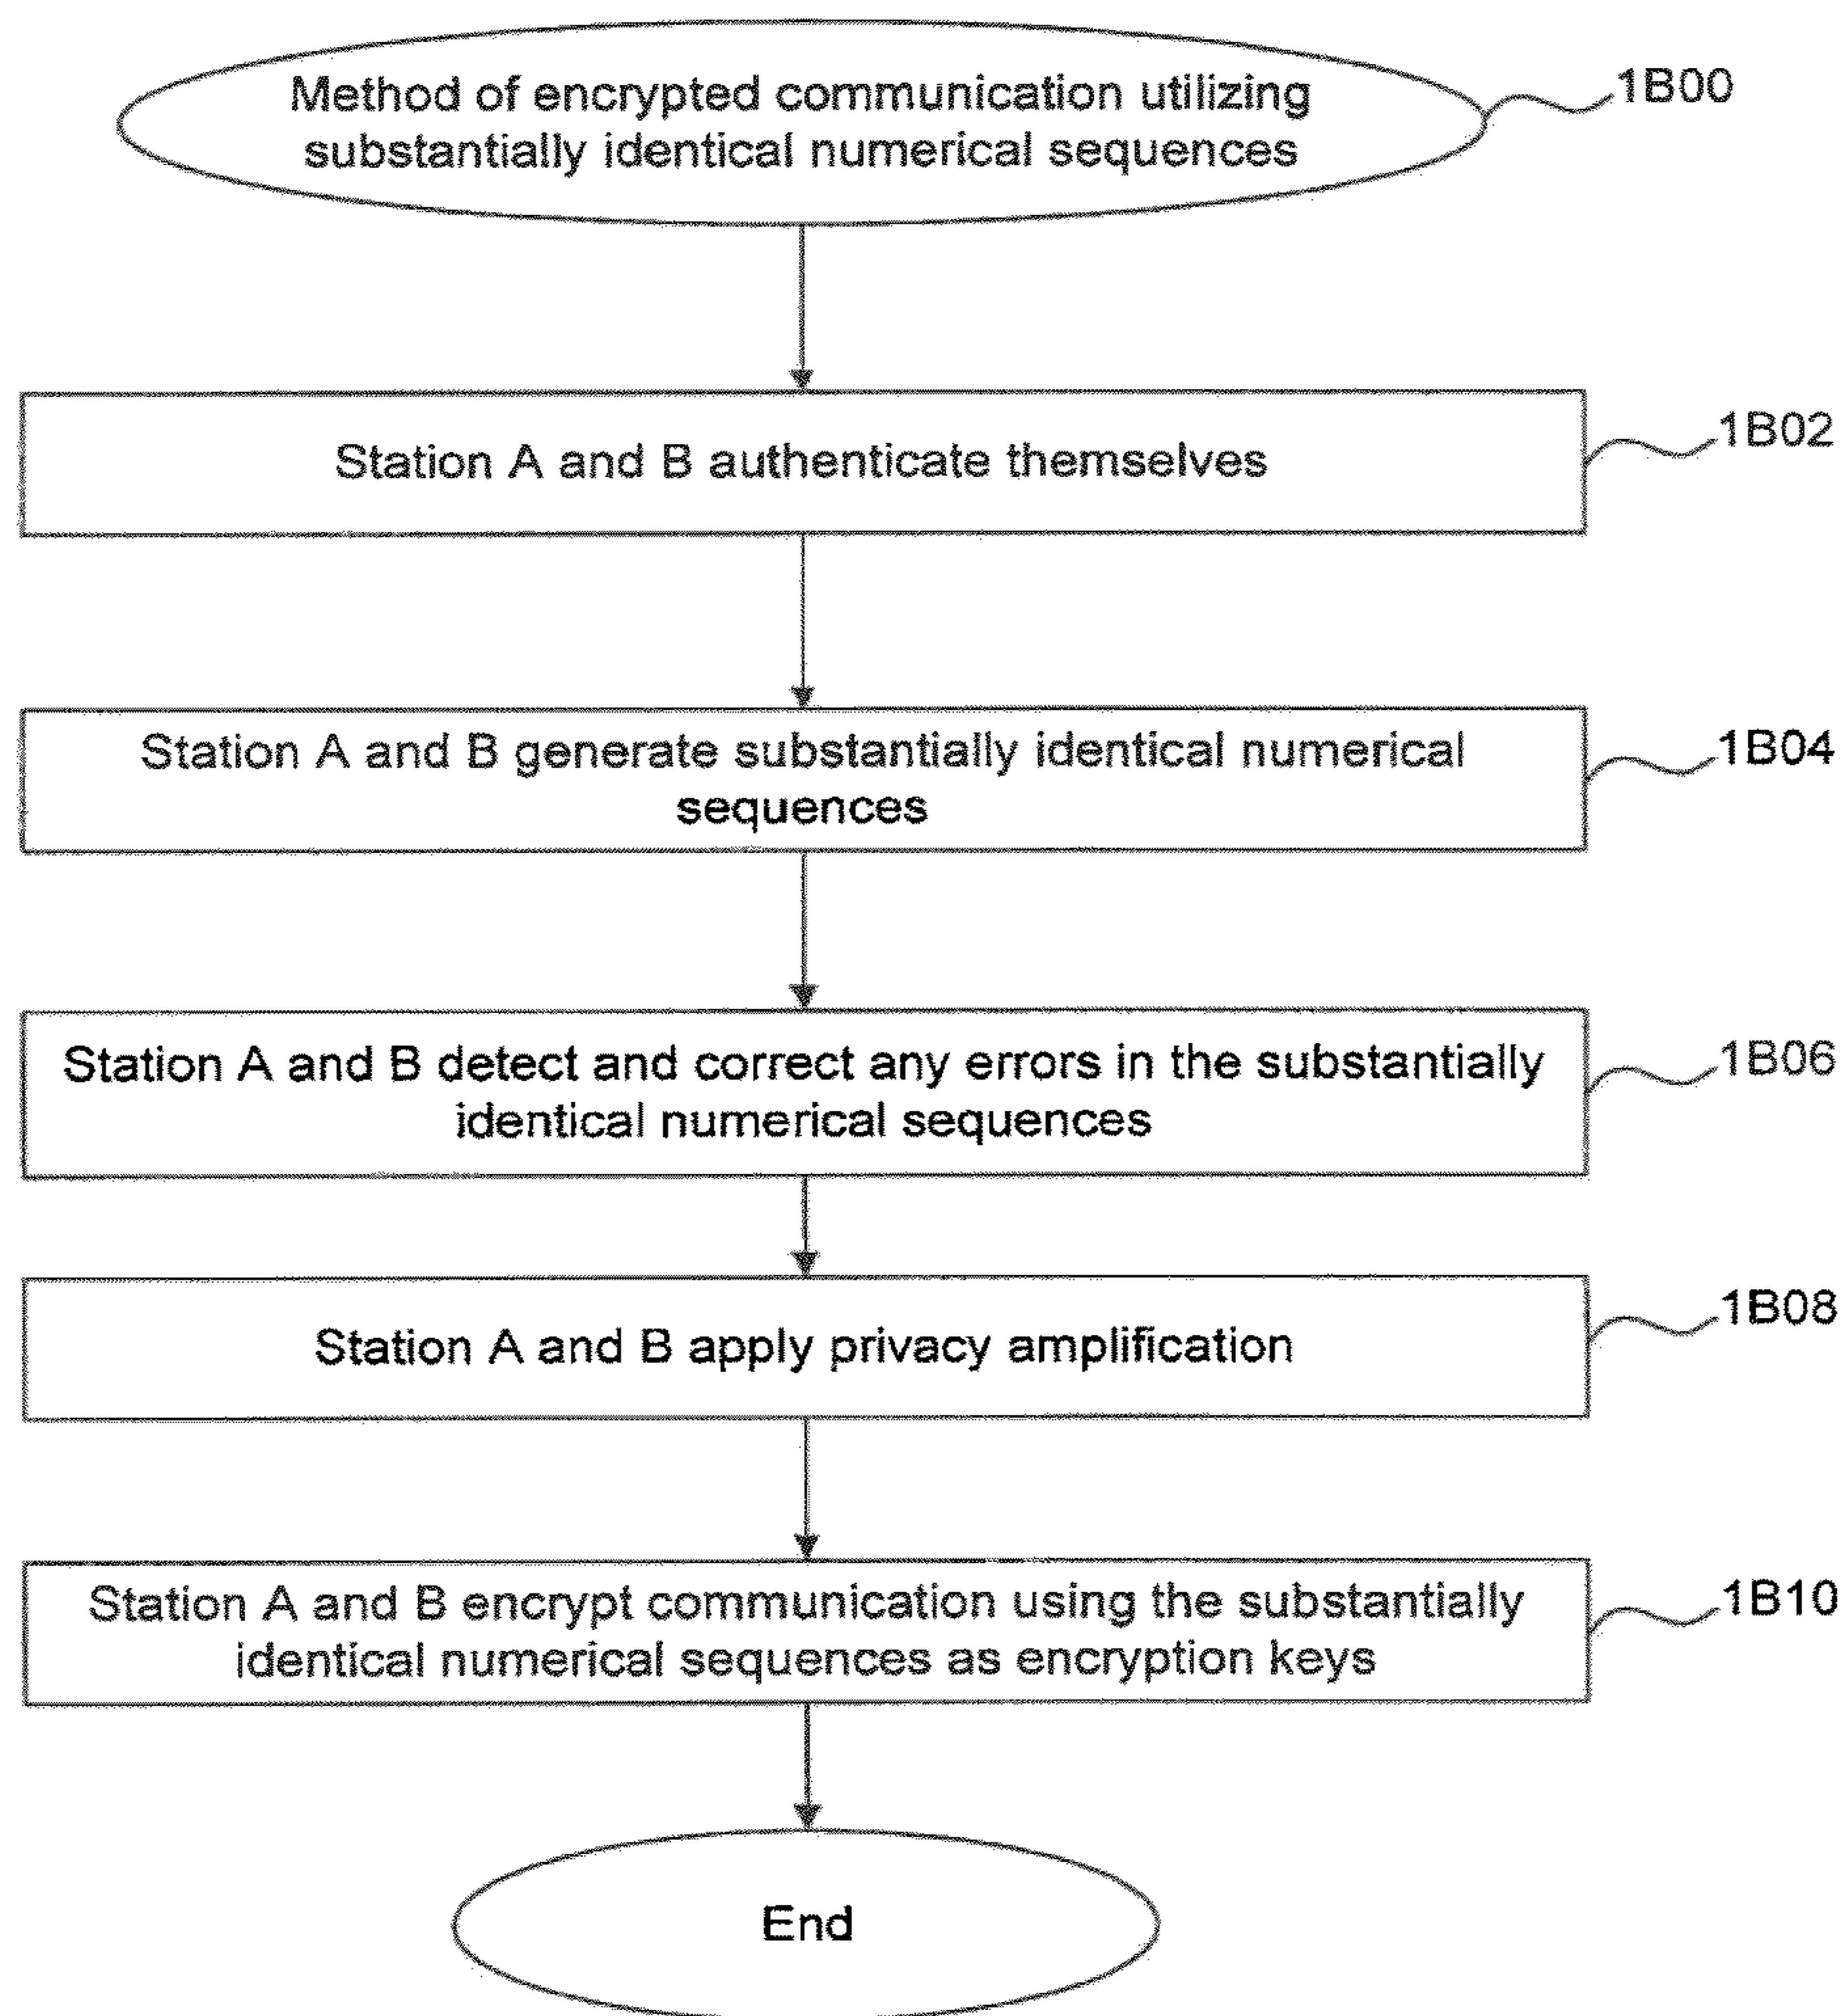 Method of encrypted communication utilizing
substantially identical numerical sequences
1B00
Station A and B authenticate themselves
1B02
Station A and B generate substantially identical numerical
sequences
1B04
Station A and B detect and correct any errors in the substantially
identical numerical sequences
1B06
Station A and B apply privacy amplification
1B08
Station A and B encrypt communication using the substantially
identical numerical sequences as encryption keys
1B10
End